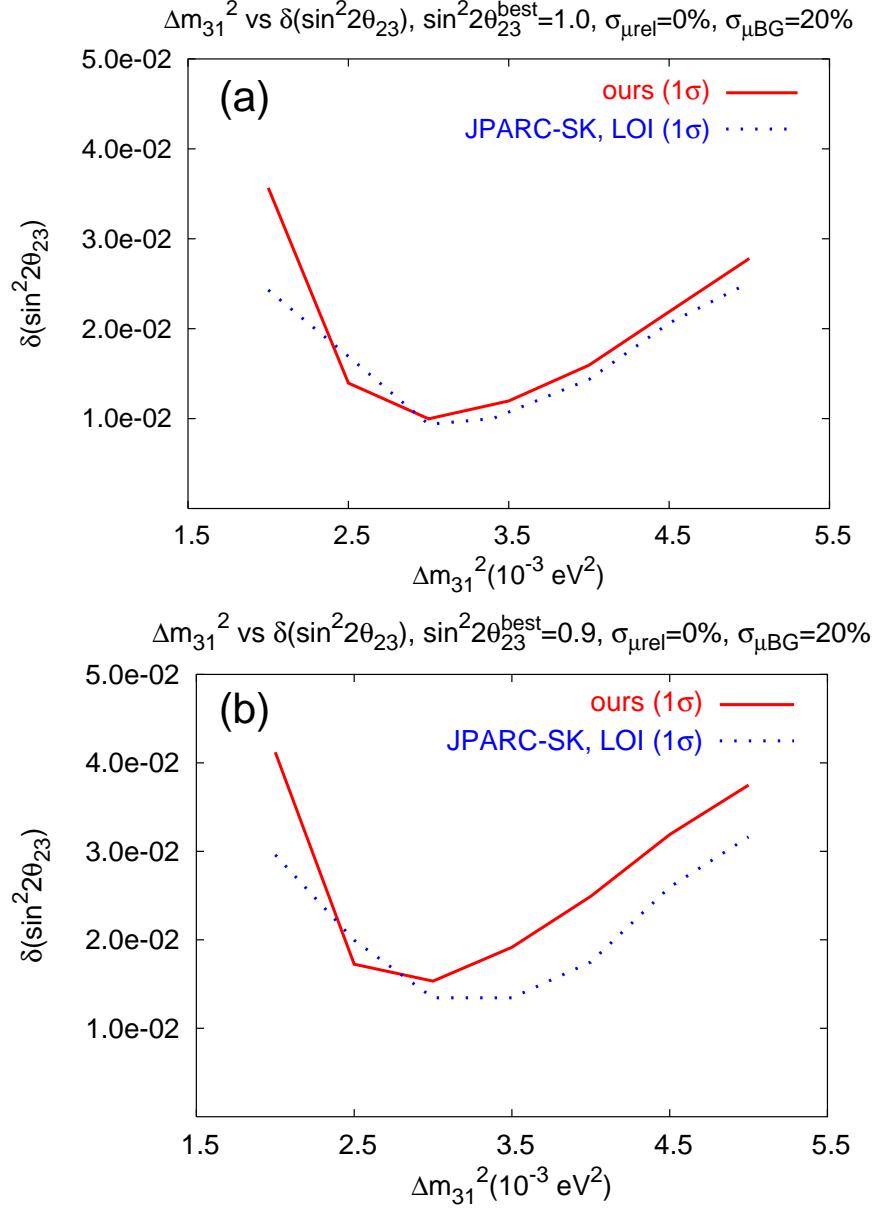 Δm₃₁² vs δ(sin²2θ₂₃), sin²2θ₂₃ᵇᵉˢᵗ=1.0, σ_μrel=0%, σ_μBG=20%
(a)
ours (1σ)
JPARC-SK, LOI (1σ)
5.0e-02
4.0e-02
3.0e-02
2.0e-02
1.0e-02
δ(sin²2θ₂₃)
1.5 2.5 3.5 4.5 5.5
Δm₃₁²(10⁻³ eV²)
Δm₃₁² vs δ(sin²2θ₂₃), sin²2θ₂₃ᵇᵉˢᵗ=0.9, σ_μrel=0%, σ_μBG=20%
(b)
ours (1σ)
JPARC-SK, LOI (1σ)
5.0e-02
4.0e-02
3.0e-02
2.0e-02
1.0e-02
δ(sin²2θ₂₃)
1.5 2.5 3.5 4.5 5.5
Δm₃₁²(10⁻³ eV²)